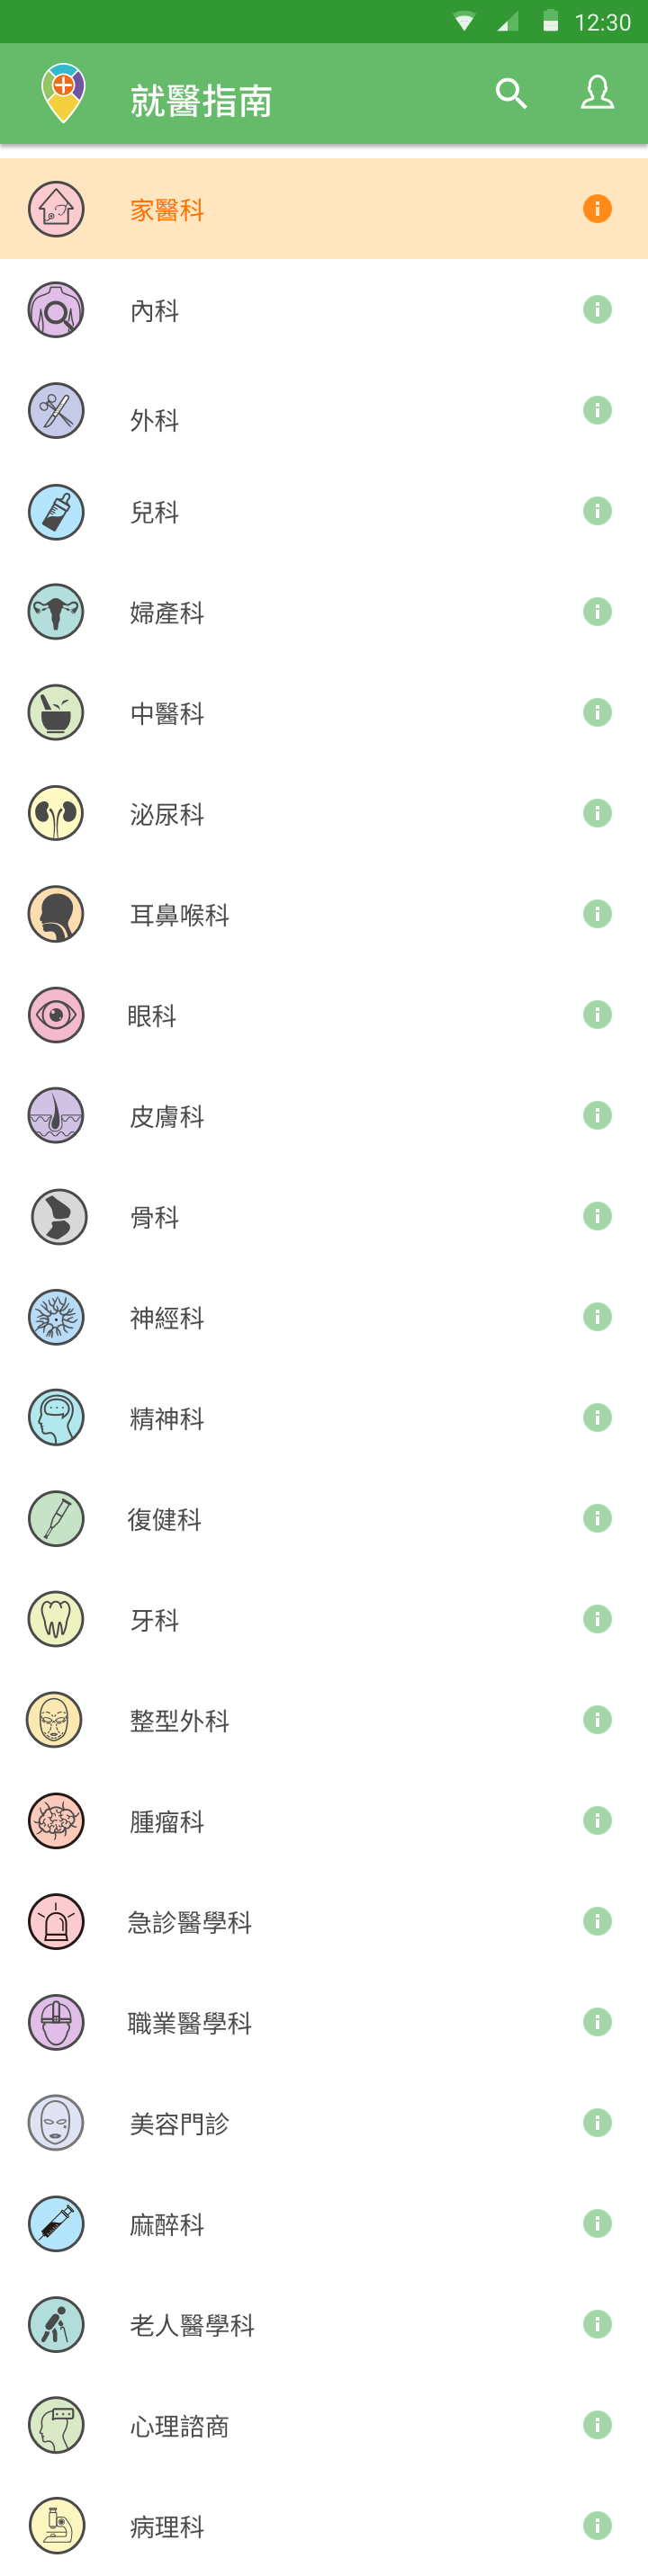 12:30
就醫指南
家醫科
內科
外科
兒科
婦產科
中醫科
泌尿科
耳鼻喉科
眼科
皮膚科
骨科
神經科
精神科
復健科
牙科
整型外科
腫瘤科
急診醫學科
職業醫學科
美容門診
麻醉科
老人醫學科
心理諮商
病理科